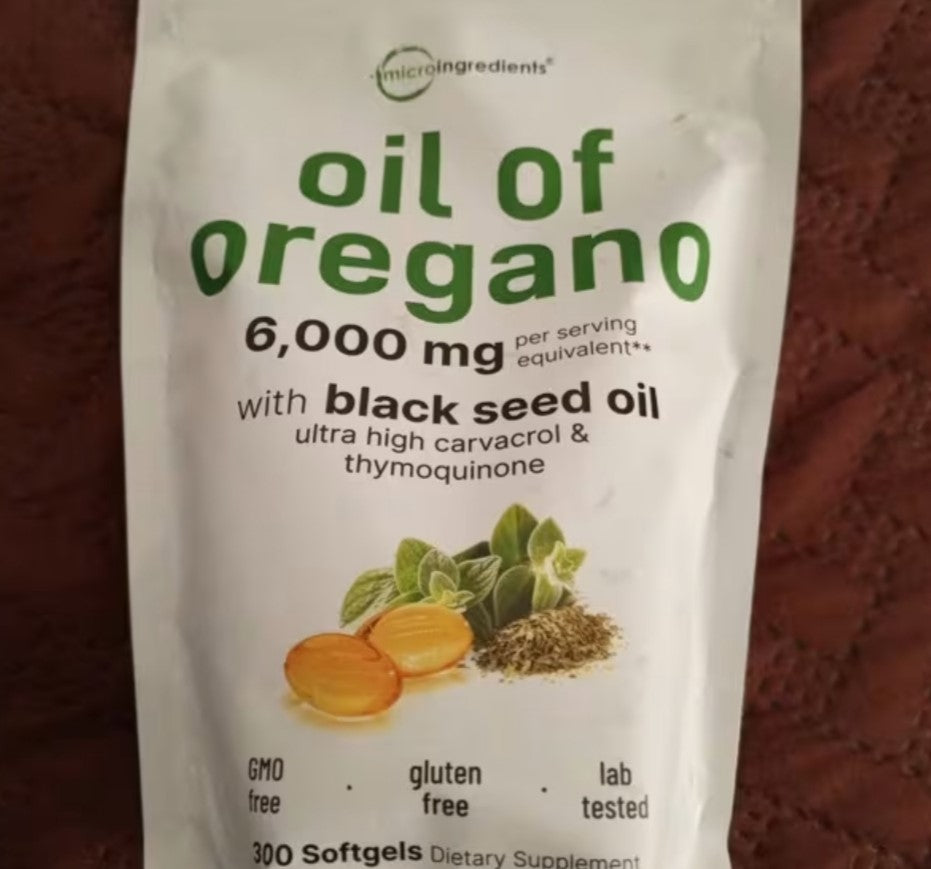 microingredients®
oil of
oregano
6,000 mg per serving
equivalent**
with black seed oil
ultra high carvacrol &
thymoquinone
GMO free · gluten free · lab tested
300 Softgels Dietary Supplement